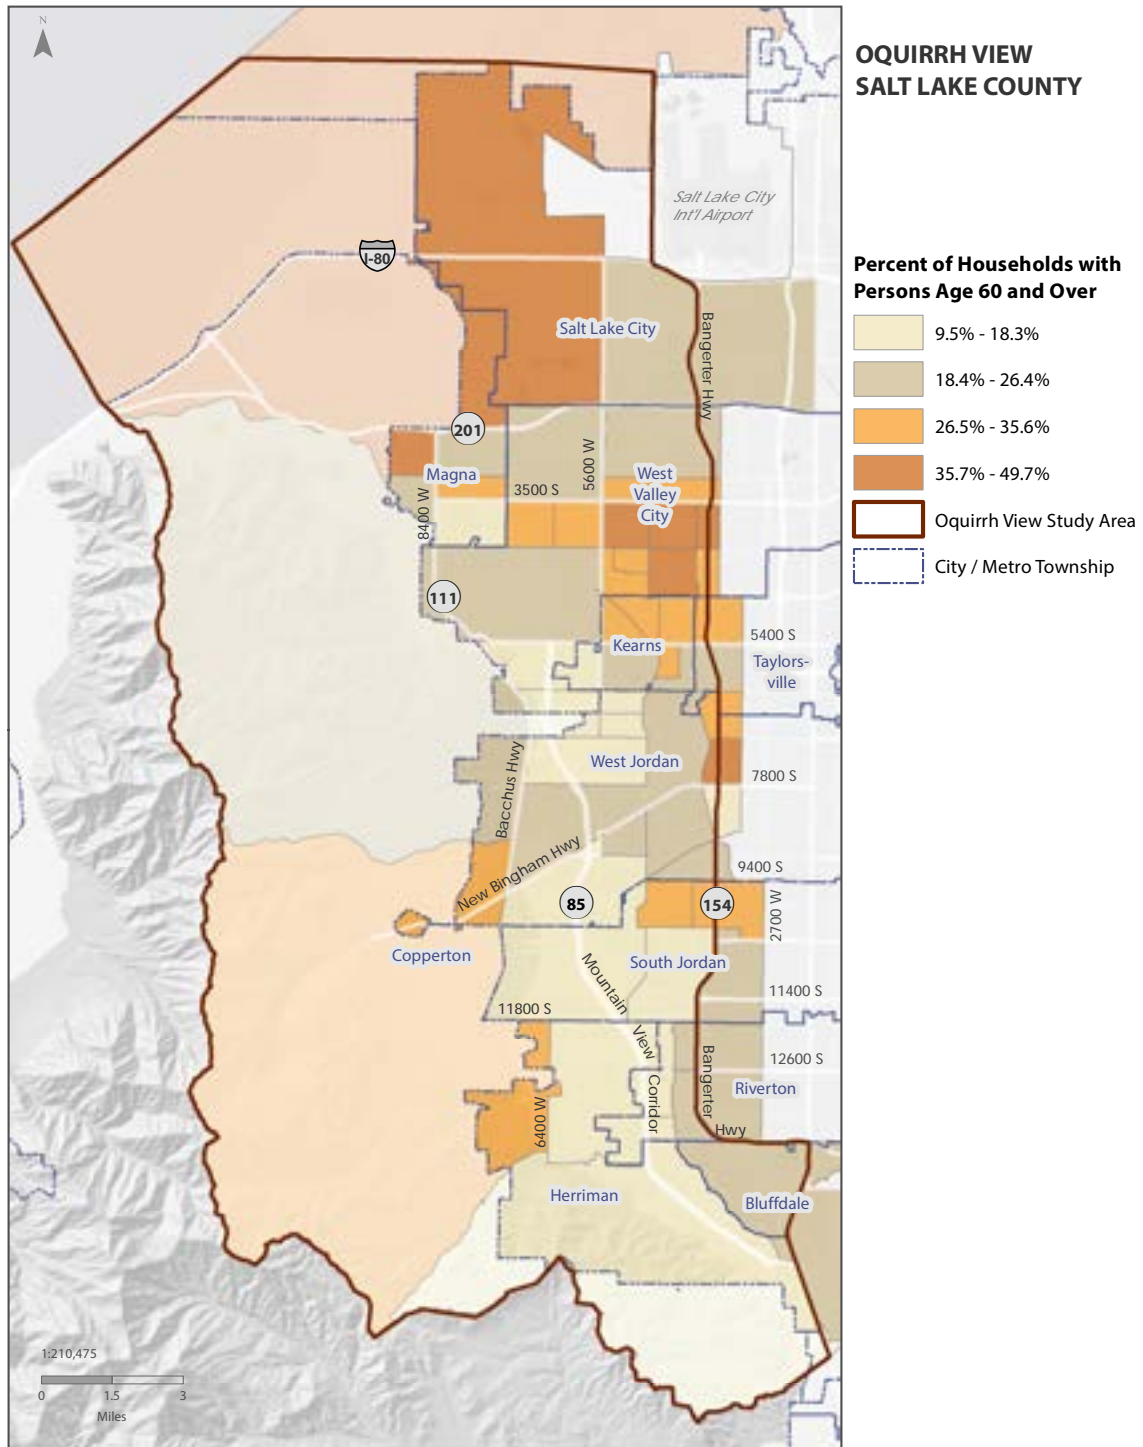 N
OQUIRRH VIEW
SALT LAKE COUNTY
Salt Lake City
Int'l Airport
I-80
Percent of Households with
Persons Age 60 and Over
9.5% - 18.3%
18.4% - 26.4%
26.5% - 35.6%
35.7% - 49.7%
Oquirrh View Study Area
City / Metro Township
Salt Lake City
Bangerter Hwy
201
Magna
5600 W
West
Valley
City
3500 S
8400 W
111
Kearns
5400 S
Taylors-
ville
West Jordan
7800 S
Bacchus Hwy
New Bingham Hwy
9400 S
85
154
2700 W
Copperton
South Jordan
Mountain
View
Corridor
11400 S
11800 S
12600 S
Bangerter
Hwy
Riverton
6400 W
Herriman
Bluffdale
1:210,475
0 1.5 3
Miles